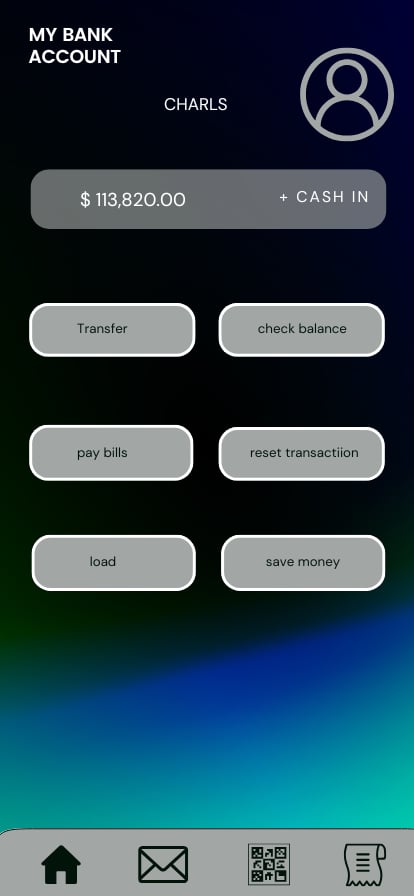 MY BANK
ACCOUNT
CHARLS
$ 113,820.00
+ CASH IN
Transfer
check balance
pay bills
reset transactiion
load
save money